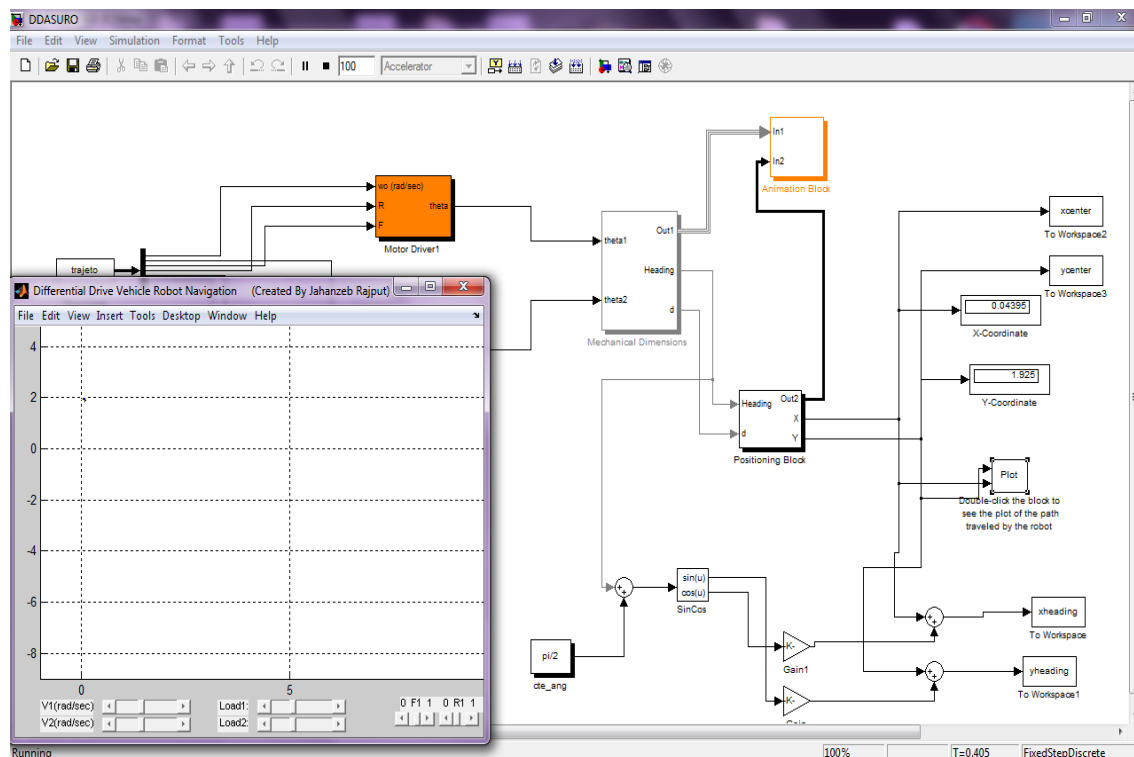 DDASURO
File Edit View Simulation Format Tools Help
100
Accelerator
In1
In2
Animation Block
wo (rad/sec)
R
F
theta
Motor Driver1
trajeto
theta1
theta2
Out1
Heading
d
Mechanical Dimensions
xcenter
To Workspace2
ycenter
To Workspace3
0.04395
X-Coordinate
1.925
Y-Coordinate
Heading
d
Out2
X
Y
Positioning Block
Plot
Double-click the block to
see the plot of the path
traveled by the robot
sin(u)
cos(u)
SinCos
pi/2
cte_ang
-K-
Gain1
-K-
xheading
To Workspace
yheading
To Workspace1
Differential Drive Vehicle Robot Navigation (Created By Jahanzeb Rajput)
File Edit View Insert Tools Desktop Window Help
4
2
0
-2
-4
-6
-8
0 5
V1(rad/sec)
V2(rad/sec)
Load1:
Load2:
0 F1 1 0 R1 1
Running
100%
T=0.405
FixedStepDiscrete